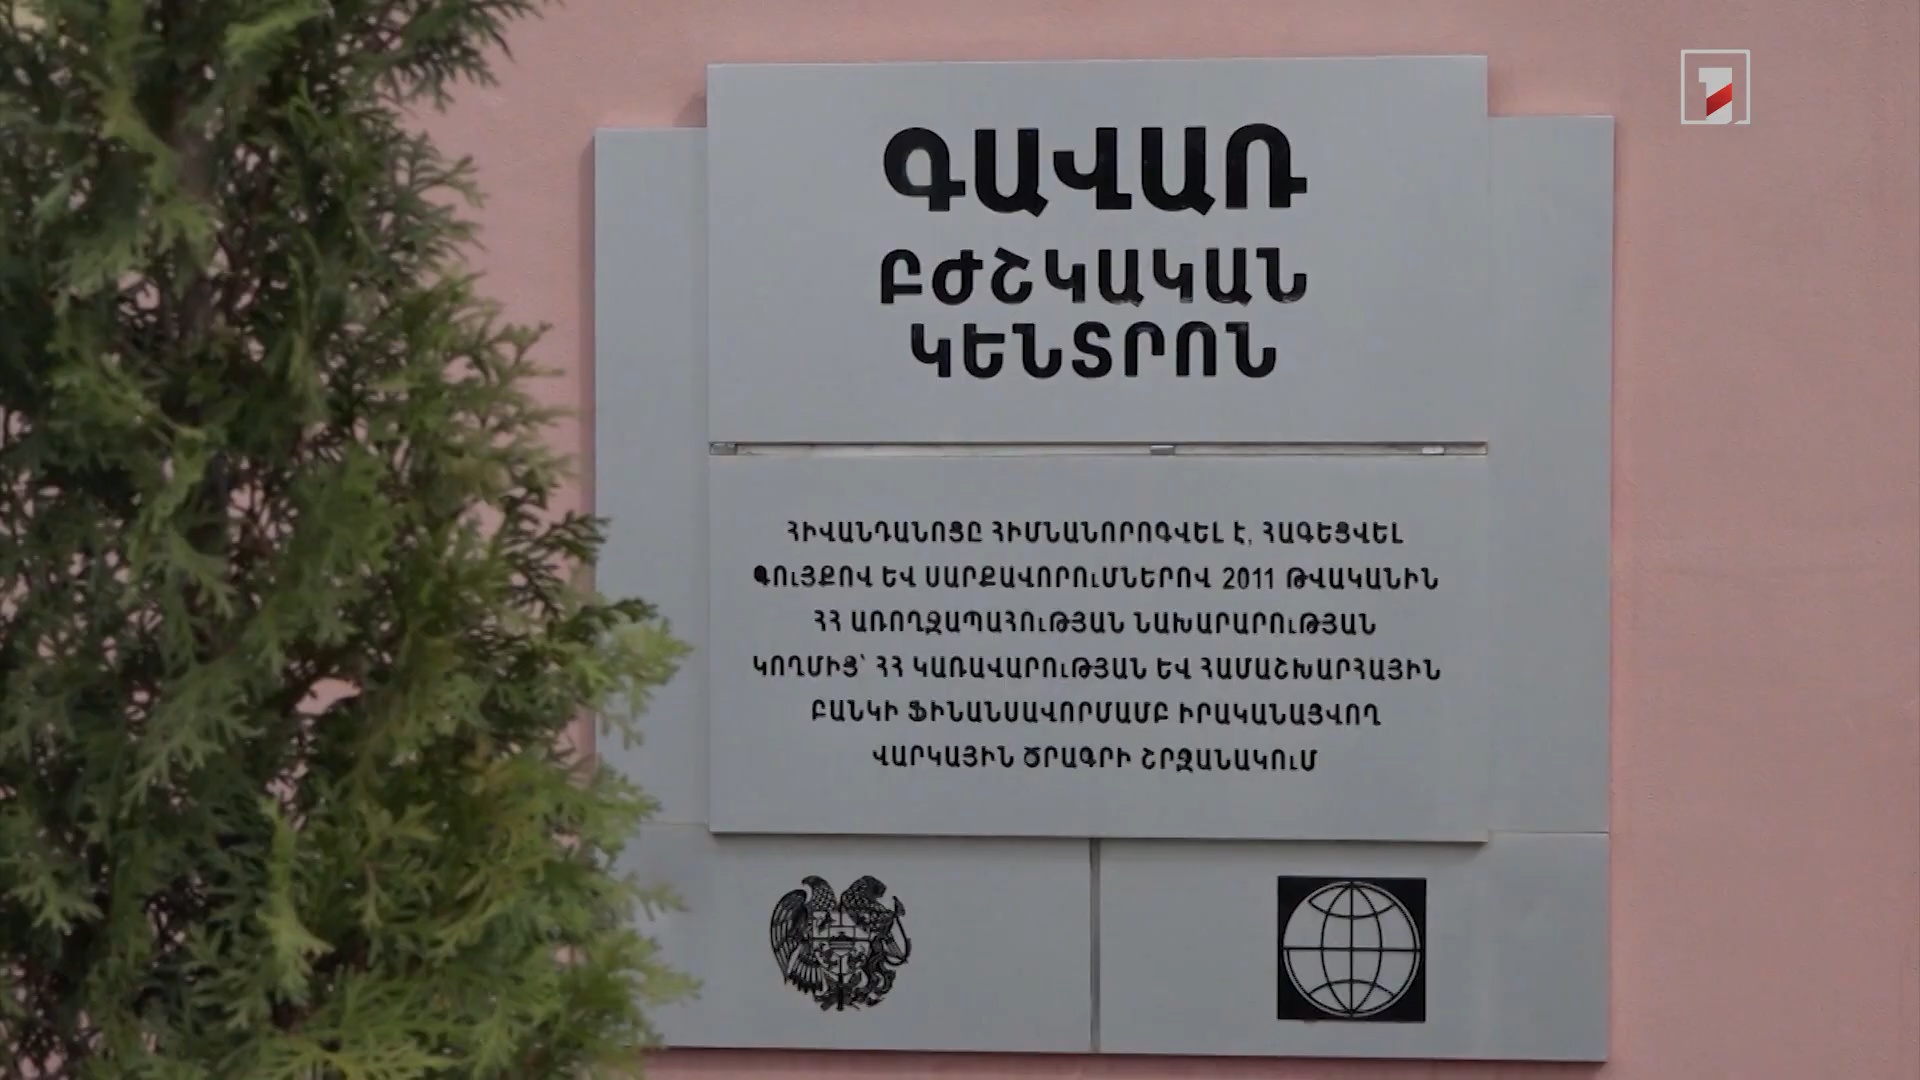 ԳԱՎԱՌ
ԲԺՇԿԱԿԱՆ
ԿԵՆՏՐՈՆ
ՀԻՎԱՆԴԱՆՈՑԸ ՀԻՄՆԱՆՈՐՈԳՎԵԼ Է, ՀԱԳԵՑՎԵԼ
ԳՈւՅՔՈՎ ԵՎ ՍԱՐՔԱՎՈՐՈւՄՆԵՐՈՎ 2011 ԹՎԱԿԱՆԻՆ
ՀՀ ԱՌՈՂՋԱՊԱՀՈւԹՅԱՆ ՆԱԽԱՐԱՐՈւԹՅԱՆ
ԿՈՂՄԻՑ՝ ՀՀ ԿԱՌԱՎԱՐՈւԹՅԱՆ ԵՎ ՀԱՄԱՇԽԱՐՀԱՅԻՆ
ԲԱՆԿԻ ՖԻՆԱՆՍԱՎՈՐՄԱՄԲ ԻՐԱԿԱՆԱՑՎՈՂ
ՎԱՐԿԱՅԻՆ ԾՐԱԳՐԻ ՇՐՋԱՆԱԿՈւՄ